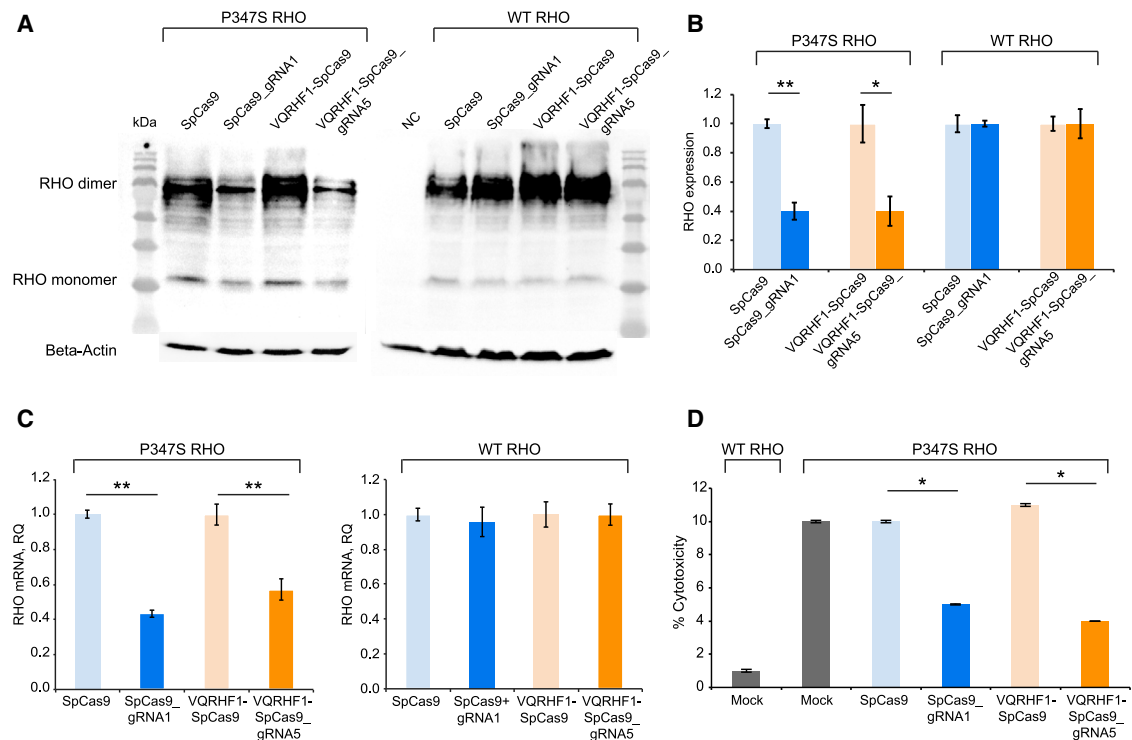 A
P347S RHO
WT RHO
SpCas9
SpCas9_gRNA1
VQRHF1-SpCas9
VQRHF1-SpCas9_
gRNA5
NC
SpCas9
SpCas9_gRNA1
VQRHF1-SpCas9
VQRHF1-SpCas9_
gRNA5
kDa
RHO dimer
RHO monomer
Beta-Actin
B
P347S RHO
WT RHO
**
*
RHO expression
1.2
1.0
0.8
0.6
0.4
0.2
0.0
SpCas9
SpCas9_gRNA1
VQRHF1-SpCas9
VQRHF1-SpCas9_
gRNA5
SpCas9
SpCas9_gRNA1
VQRHF1-SpCas9
VQRHF1-SpCas9_
gRNA5
C
P347S RHO
**
**
RHO mRNA, RQ
1.2
1.0
0.8
0.6
0.4
0.2
0.0
SpCas9
SpCas9_
gRNA1
VQRHF1-
SpCas9
VQRHF1-
SpCas9_
gRNA5
WT RHO
RHO mRNA, RQ
1.2
1.0
0.8
0.6
0.4
0.2
0.0
SpCas9
SpCas9+
gRNA1
VQRHF1-
SpCas9
VQRHF1-
SpCas9_
gRNA5
D
WT RHO
P347S RHO
*
*
% Cytotoxicity
12
10
8
6
4
2
0
Mock
Mock
SpCas9
SpCas9_
gRNA1
VQRHF1-
SpCas9
VQRHF1-
SpCas9_
gRNA5